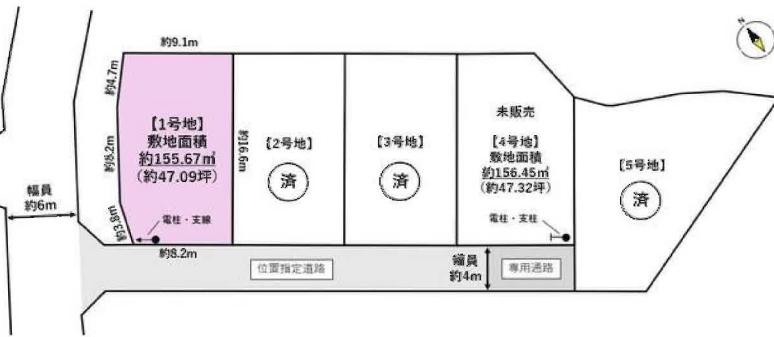 N
約9.1m
約4.7m
約8.2m
約3.8m
【1号地】
敷地面積
約155.67㎡
（約47.09坪）
約16.6m
電柱・支線
約8.2m
【2号地】
済
【3号地】
済
未販売
【4号地】
敷地面積
約156.45㎡
（約47.32坪）
電柱・支柱
【5号地】
済
幅員
約6m
位置指定道路
幅員
約4m
専用通路